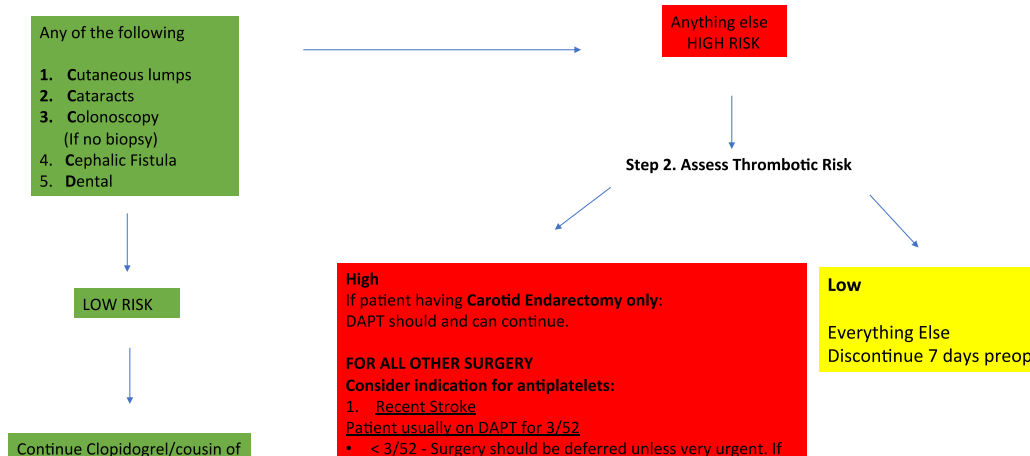 Any of the following
1. Cutaneous lumps
2. Cataracts
3. Colonoscopy
(If no biopsy)
4. Cephalic Fistula
5. Dental
Anything else
HIGH RISK
Step 2. Assess Thrombotic Risk
LOW RISK
Continue Clopidogrel/cousin of
High
If patient having Carotid Endarectomy only:
DAPT should and can continue.
FOR ALL OTHER SURGERY
Consider indication for antiplatelets:
1. Recent Stroke
Patient usually on DAPT for 3/52
• < 3/52 - Surgery should be deferred unless very urgent. If
Low
Everything Else
Discontinue 7 days preop